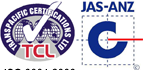 TRANSPACIFIC CERTIFICATIONS LTD
TCL
JAS-ANZ